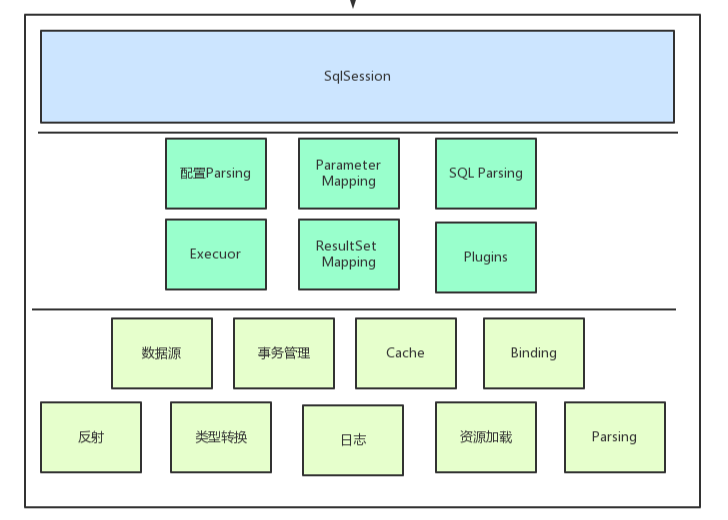 SqlSession
配置Parsing
Parameter
Mapping
SQL Parsing
Execuor
ResultSet
Mapping
Plugins
数据源
事务管理
Cache
Binding
反射
类型转换
日志
资源加载
Parsing